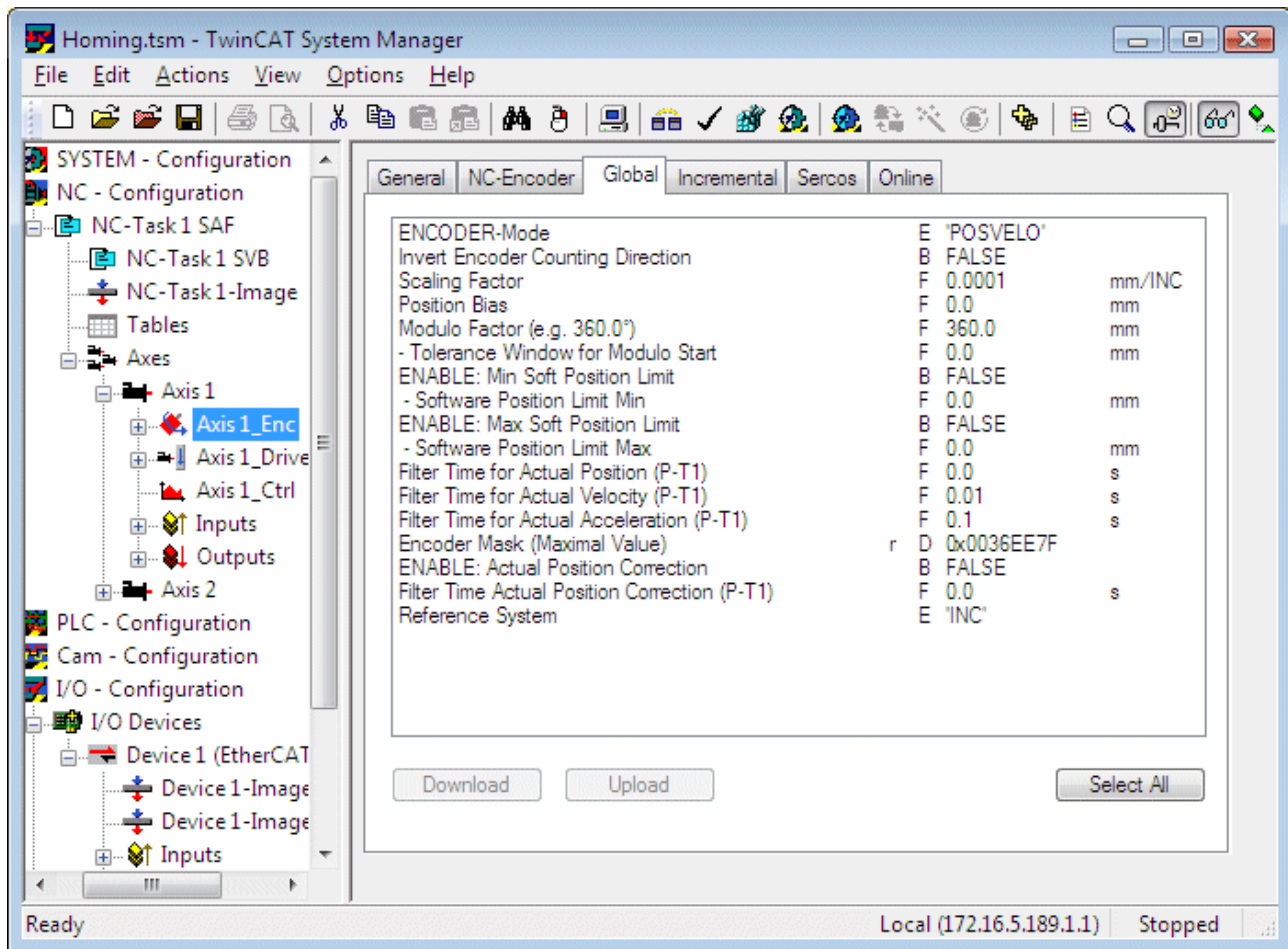 Homing.tsm - TwinCAT System Manager
File Edit Actions View Options Help
SYSTEM - Configuration
NC - Configuration
NC-Task 1 SAF
NC-Task 1 SVB
NC-Task 1-Image
Tables
Axes
Axis 1
Axis 1_Enc
Axis 1_Drive
Axis 1_Ctrl
Inputs
Outputs
Axis 2
PLC - Configuration
Cam - Configuration
I/O - Configuration
I/O Devices
Device 1 (EtherCAT
Device 1-Image
Device 1-Image
Inputs
General NC-Encoder Global Incremental Sercos Online
ENCODER-Mode E 'POSVELO'
Invert Encoder Counting Direction B FALSE
Scaling Factor F 0.0001 mm/INC
Position Bias F 0.0 mm
Modulo Factor (e.g. 360.0°) F 360.0 mm
- Tolerance Window for Modulo Start F 0.0 mm
ENABLE: Min Soft Position Limit B FALSE
- Software Position Limit Min F 0.0 mm
ENABLE: Max Soft Position Limit B FALSE
- Software Position Limit Max F 0.0 mm
Filter Time for Actual Position (P-T1) F 0.0 s
Filter Time for Actual Velocity (P-T1) F 0.01 s
Filter Time for Actual Acceleration (P-T1) F 0.1 s
Encoder Mask (Maximal Value) r D 0x0036EE7F
ENABLE: Actual Position Correction B FALSE
Filter Time Actual Position Correction (P-T1) F 0.0 s
Reference System E 'INC'
Download Upload Select All
Ready Local (172.16.5.189.1.1) Stopped